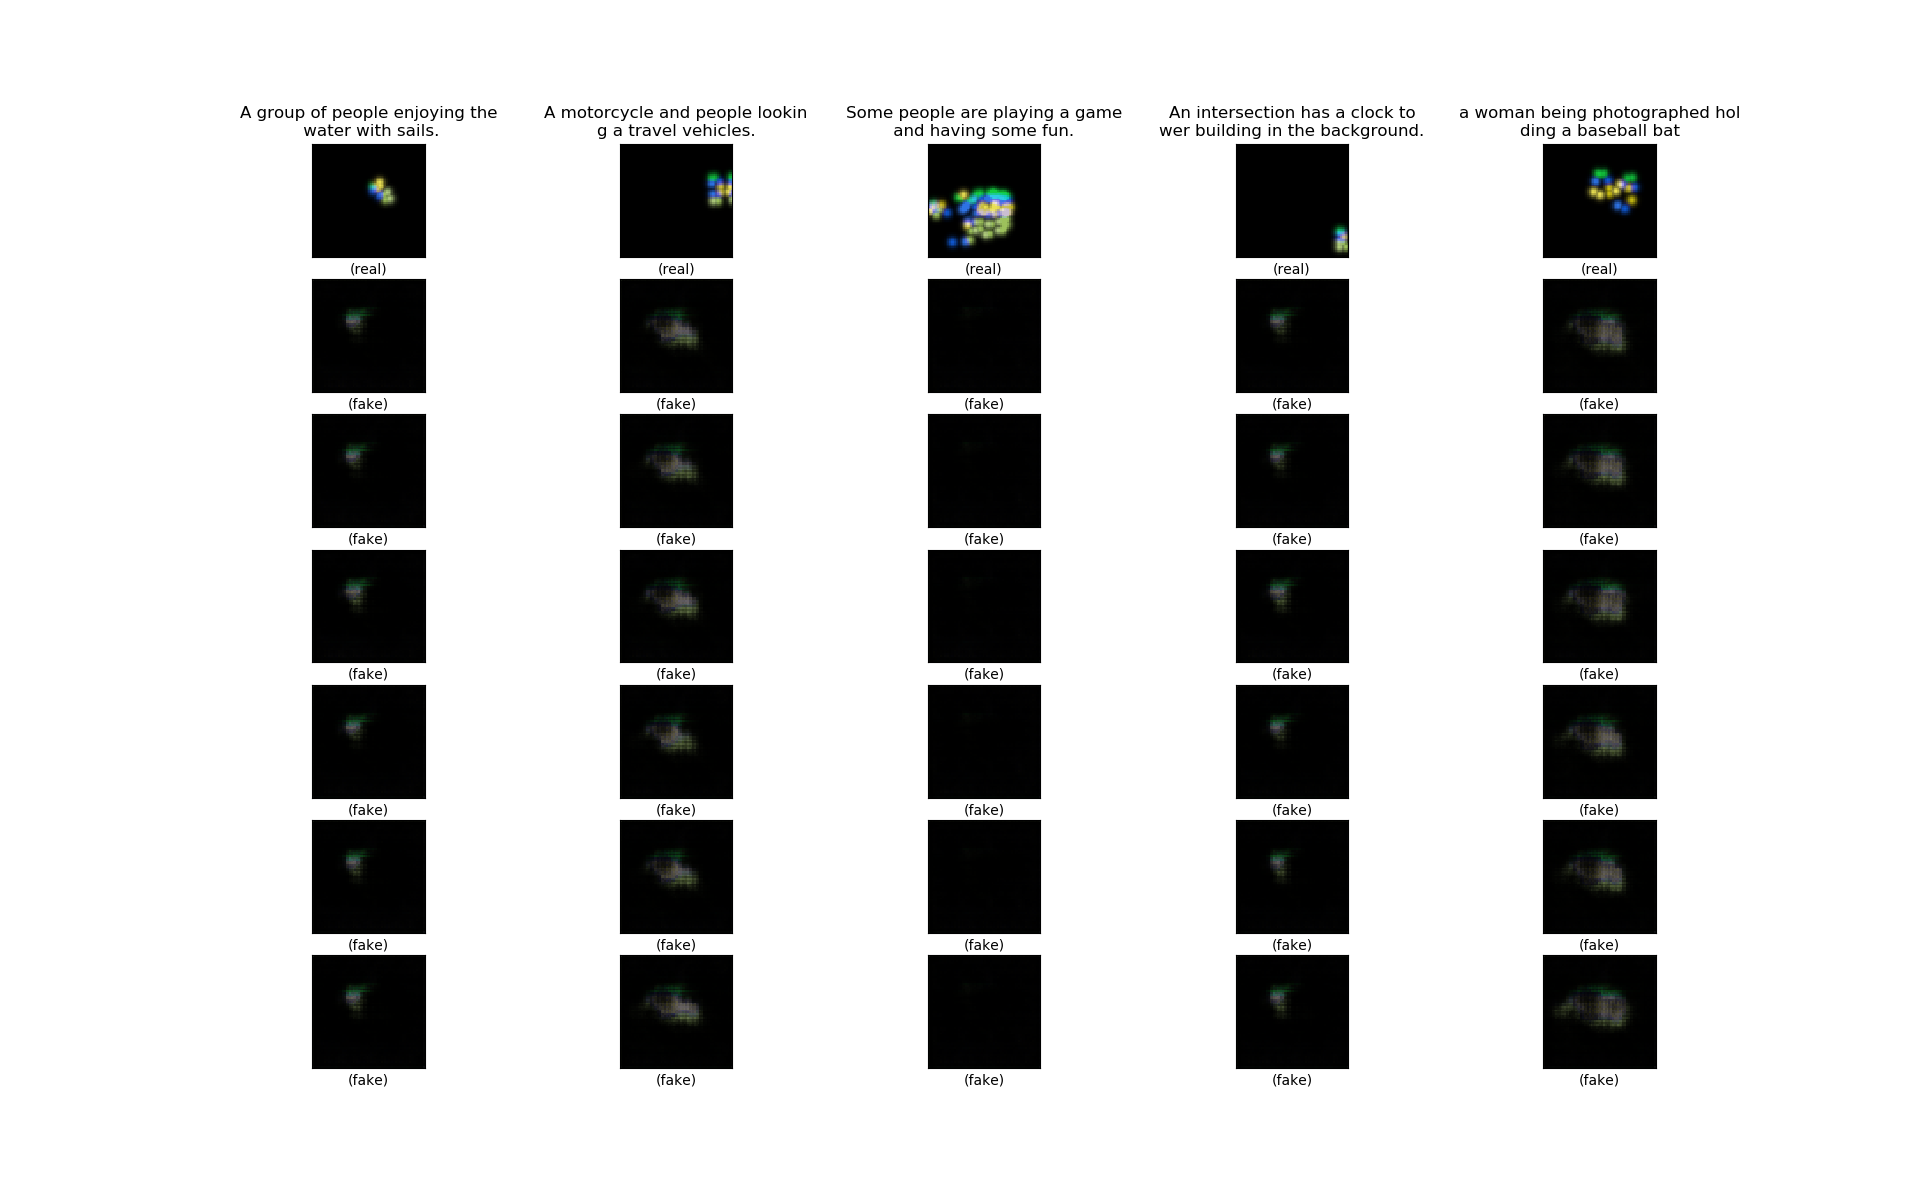 A group of people enjoying the
water with sails.
A motorcycle and people lookin
g a travel vehicles.
Some people are playing a game
and having some fun.
An intersection has a clock to
wer building in the background.
a woman being photographed hol
ding a baseball bat
(real) (real) (real) (real) (real)
(fake) (fake) (fake) (fake) (fake)
(fake) (fake) (fake) (fake) (fake)
(fake) (fake) (fake) (fake) (fake)
(fake) (fake) (fake) (fake) (fake)
(fake) (fake) (fake) (fake) (fake)
(fake) (fake) (fake) (fake) (fake)